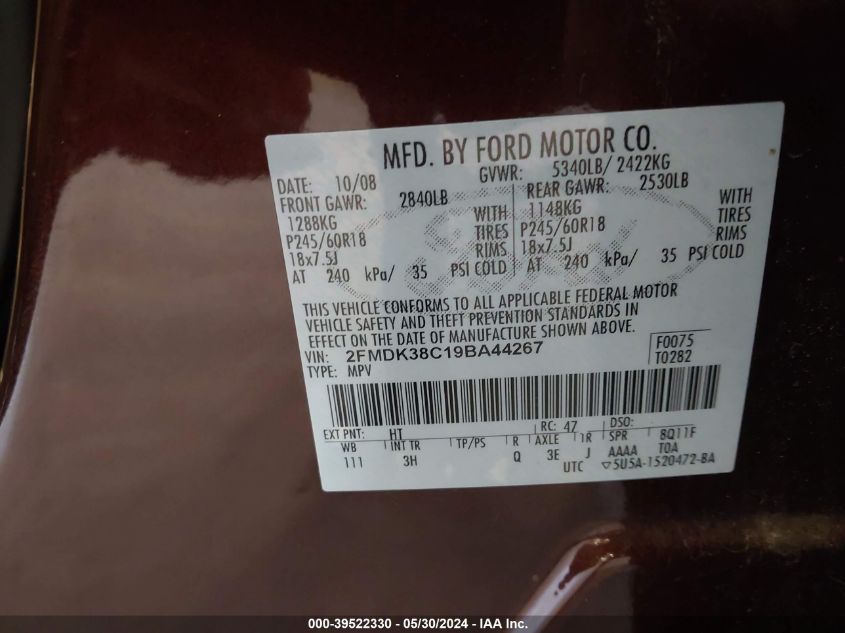 MFD. BY FORD MOTOR CO.
DATE: 10/08 GVWR: 5340LB/ 2422KG
FRONT GAWR: 2840LB REAR GAWR: 2530LB
1288KG WITH 1148KG WITH
P245/60R18 TIRES P245/60R18 TIRES
18x7.5J RIMS 18x7.5J RIMS
AT 240 kPa/ 35 PSI COLD AT 240 kPa/ 35 PSI COLD
THIS VEHICLE CONFORMS TO ALL APPLICABLE FEDERAL MOTOR
VEHICLE SAFETY AND THEFT PREVENTION STANDARDS IN
EFFECT ON THE DATE OF MANUFACTURE SHOWN ABOVE.
VIN: 2FMDK38C19BA44267 F0075
TYPE: MPV T0282
EXT PNT: HT RC: 47 DSO:
WB INT TR TP/PS R AXLE TR SPR 8Q11F
111 3H Q 3E J AAAA T0A
UTC ▽5U5A-1520472-BA
000-39522330 - 05/30/2024 - IAA Inc.